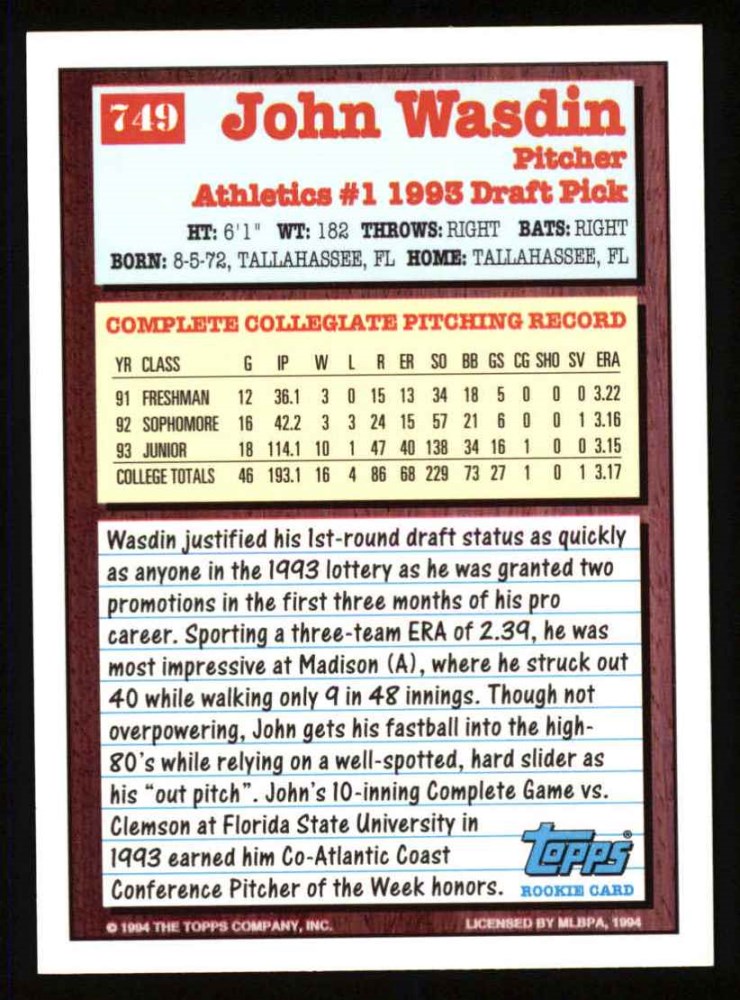 749 John Wasdin
Pitcher
Athletics #1 1993 Draft Pick
HT: 6'1" WT: 182 THROWS: RIGHT BATS: RIGHT
BORN: 8-5-72, TALLAHASSEE, FL HOME: TALLAHASSEE, FL
COMPLETE COLLEGIATE PITCHING RECORD
YR CLASS G IP W L R ER SO BB GS CG SHO SV ERA
91 FRESHMAN 12 36.1 3 0 15 13 34 18 5 0 0 0 3.22
92 SOPHOMORE 16 42.2 3 3 24 15 57 21 6 0 0 1 3.16
93 JUNIOR 18 114.1 10 1 47 40 138 34 16 1 0 0 3.15
COLLEGE TOTALS 46 193.1 16 4 86 68 229 73 27 1 0 1 3.17
Wasdin justified his 1st-round draft status as quickly
as anyone in the 1993 lottery as he was granted two
promotions in the first three months of his pro
career. Sporting a three-team ERA of 2.39, he was
most impressive at Madison (A), where he struck out
40 while walking only 9 in 48 innings. Though not
overpowering, John gets his fastball into the high-
80's while relying on a well-spotted, hard slider as
his "out pitch". John's 10-inning Complete Game vs.
Clemson at Florida State University in
1993 earned him Co-Atlantic Coast
Conference Pitcher of the Week honors.
Topps®
ROOKIE CARD
© 1994 THE TOPPS COMPANY, INC. LICENSED BY MLBPA, 1994